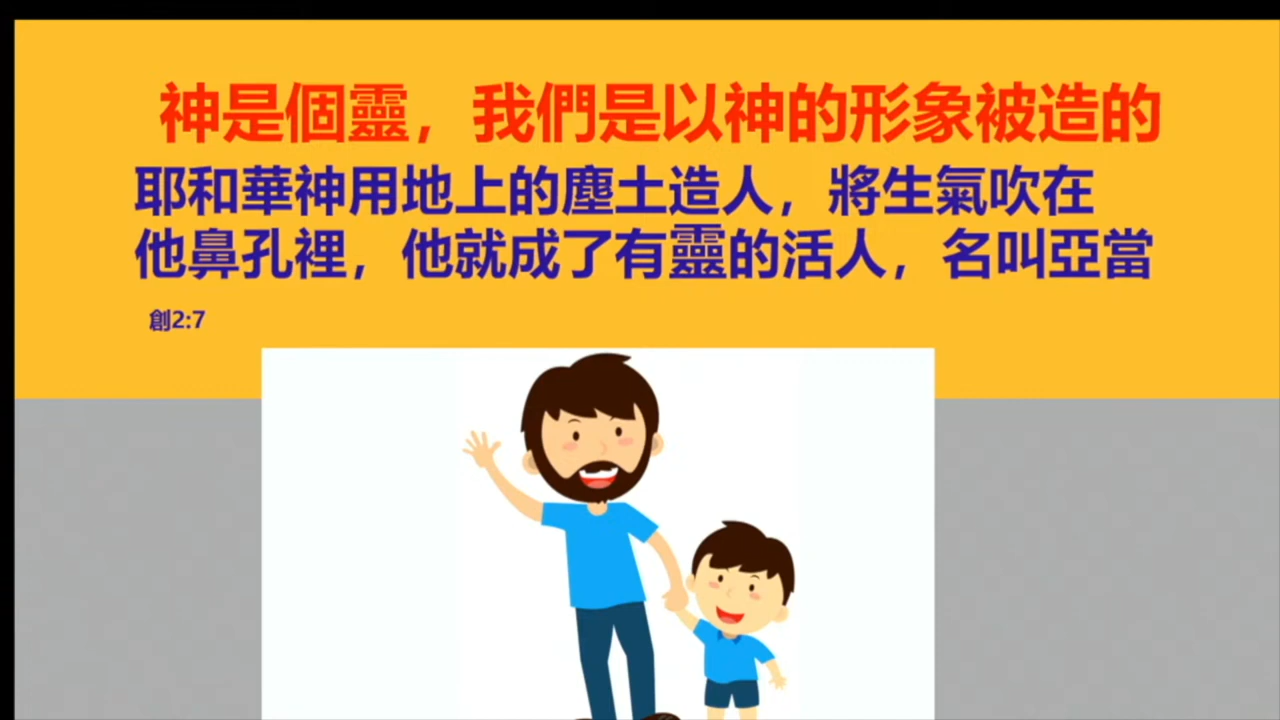 神是個靈，我們是以神的形象被造的
耶和華神用地上的塵土造人，將生氣吹在
他鼻孔裡，他就成了有靈的活人，名叫亞當
創2:7